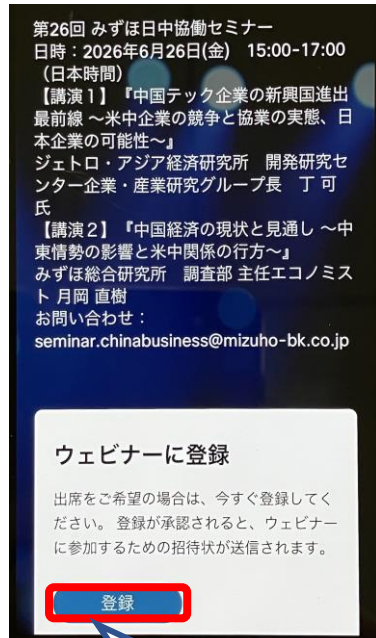 第26回 みずほ日中協働セミナー
日時：2026年6月26日(金)　15:00-17:00
（日本時間）
【講演１】『中国テック企業の新興国進出
最前線 ～米中企業の競争と協業の実態、日
本企業の可能性～』
ジェトロ・アジア経済研究所　開発研究セ
ンター企業・産業研究グループ長　丁 可
氏
【講演２】『中国経済の現状と見通し ～中
東情勢の影響と米中関係の行方～』
みずほ総合研究所　調査部 主任エコノミス
ト 月岡 直樹
お問い合わせ：
seminar.chinabusiness@mizuho-bk.co.jp
ウェビナーに登録
出席をご希望の場合は、今すぐ登録してく
ださい。 登録が承認されると、ウェビナー
に参加するための招待状が送信されます。
登録